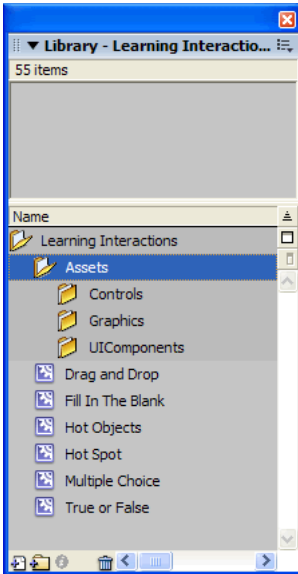 Library - Learning Interactio...
55 items
Name
Learning Interactions
Assets
Controls
Graphics
UIComponents
Drag and Drop
Fill In The Blank
Hot Objects
Hot Spot
Multiple Choice
True or False